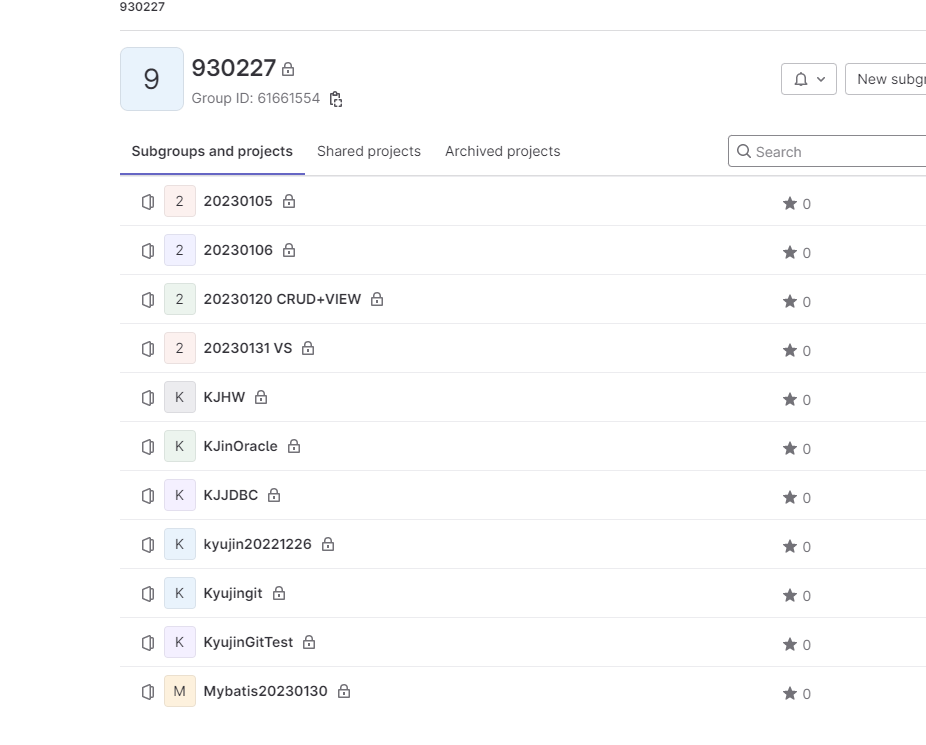 930227
9
930227
Group ID: 61661554
New subgr
Subgroups and projects
Shared projects
Archived projects
Search
2 20230105 0
2 20230106 0
2 20230120 CRUD+VIEW 0
2 20230131 VS 0
K KJHW 0
K KJinOracle 0
K KJJDBC 0
K kyujin20221226 0
K Kyujingit 0
K KyujinGitTest 0
M Mybatis20230130 0